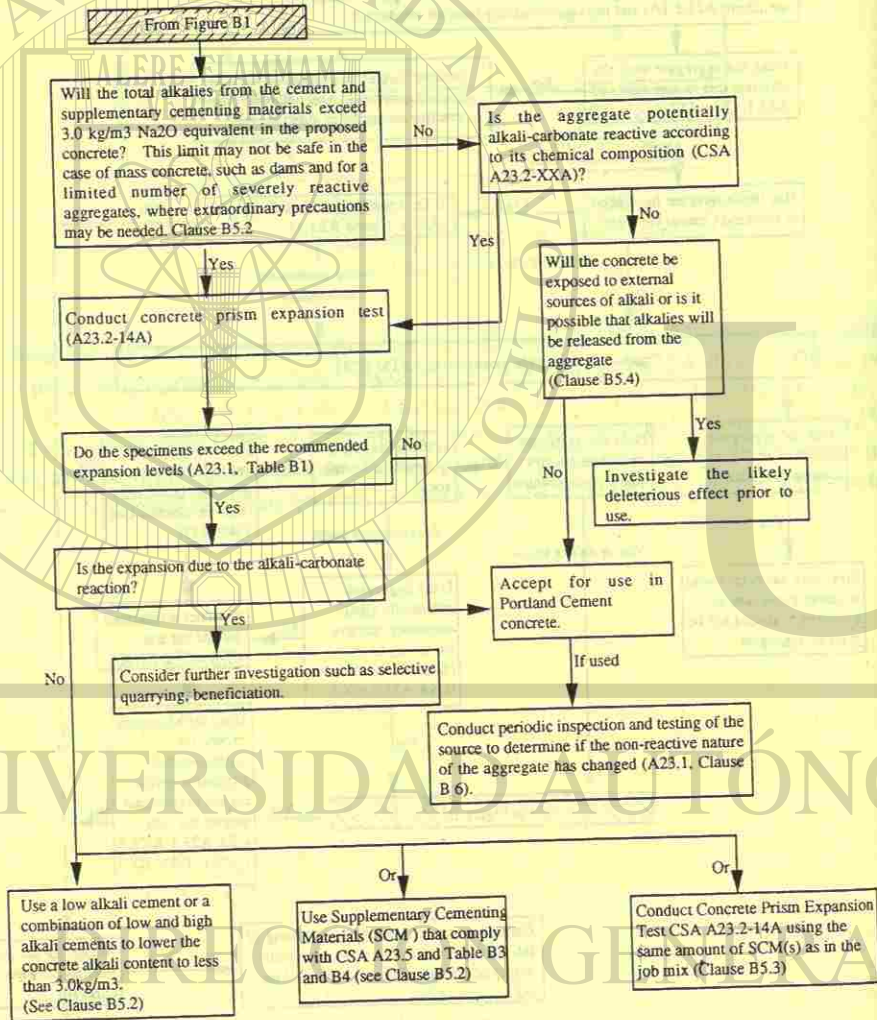 From Figure B1
ALERE FLAMMAM
Will the total alkalies from the cement and
supplementary cementing materials exceed
3.0 kg/m3 Na2O equivalent in the proposed
concrete? This limit may not be safe in the
case of mass concrete, such as dams and for a
limited number of severely reactive
aggregates, where extraordinary precautions
may be needed. Clause B5.2
No
Is the aggregate potentially
alkali-carbonate reactive according
to its chemical composition (CSA
A23.2-XXA)?
Yes
Yes
No
Conduct concrete prism expansion test
(A23.2-14A)
Will the concrete be
exposed to external
sources of alkali or is it
possible that alkalies will
be released from the
aggregate
(Clause B5.4)
Do the specimens exceed the recommended
expansion levels (A23.1, Table B1)
No
No
Yes
Investigate the likely
deleterious effect prior to
use.
Yes
Is the expansion due to the alkali-carbonate
reaction?
Accept for use in
Portland Cement
concrete.
No
Yes
If used
Consider further investigation such as selective
quarrying, beneficiation.
Conduct periodic inspection and testing of the
source to determine if the non-reactive nature
of the aggregate has changed (A23.1, Clause
B 6).
UNIVERSIDAD AUTÓNO
Or
Or
Use a low alkali cement or a
combination of low and high
alkali cements to lower the
concrete alkali content to less
than 3.0kg/m3.
(See Clause B5.2)
Use Supplementary Cementing
Materials (SCM ) that comply
with CSA A23.5 and Table B3
and B4 (see Clause B5.2)
Conduct Concrete Prism Expansion
Test CSA A23.2-14A using the
same amount of SCM(s) as in the
job mix (Clause B5.3)
DIRECCIÓN GENERA